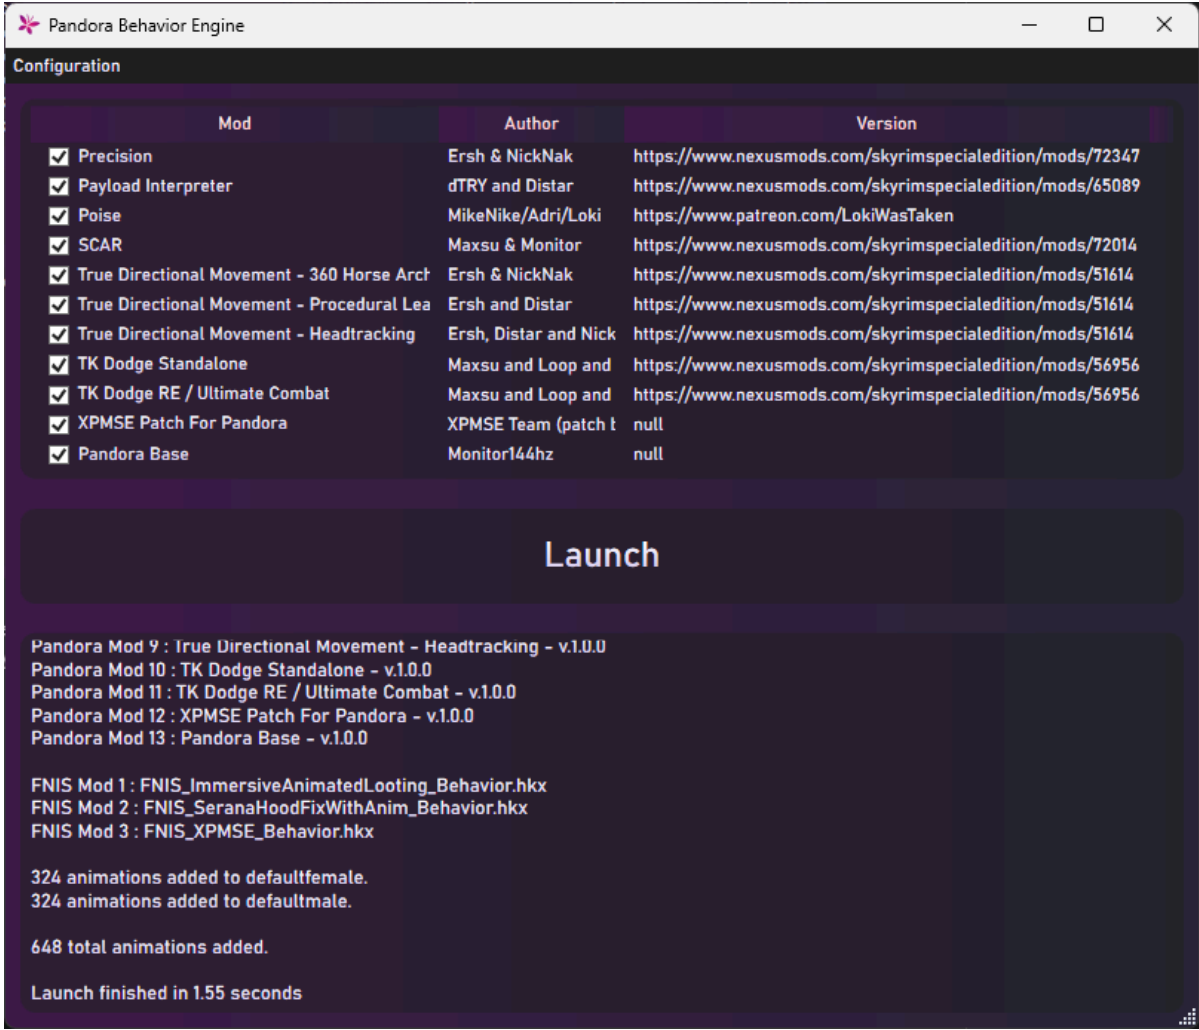 Pandora Behavior Engine
Configuration
Mod Author Version
Precision Ersh & NickNak https://www.nexusmods.com/skyrimspecialedition/mods/72347
Payload Interpreter dTRY and Distar https://www.nexusmods.com/skyrimspecialedition/mods/65089
Poise MikeNike/Adri/Loki https://www.patreon.com/LokiWasTaken
SCAR Maxsu & Monitor https://www.nexusmods.com/skyrimspecialedition/mods/72014
True Directional Movement - 360 Horse Arch Ersh & NickNak https://www.nexusmods.com/skyrimspecialedition/mods/51614
True Directional Movement - Procedural Lea Ersh and Distar https://www.nexusmods.com/skyrimspecialedition/mods/51614
True Directional Movement - Headtracking Ersh, Distar and Nick https://www.nexusmods.com/skyrimspecialedition/mods/51614
TK Dodge Standalone Maxsu and Loop and https://www.nexusmods.com/skyrimspecialedition/mods/56956
TK Dodge RE / Ultimate Combat Maxsu and Loop and https://www.nexusmods.com/skyrimspecialedition/mods/56956
XPMSE Patch For Pandora XPMSE Team (patch b null
Pandora Base Monitor144hz null
Launch
Pandora Mod 9 : True Directional Movement - Headtracking - v.1.0.0
Pandora Mod 10 : TK Dodge Standalone - v.1.0.0
Pandora Mod 11 : TK Dodge RE / Ultimate Combat - v.1.0.0
Pandora Mod 12 : XPMSE Patch For Pandora - v.1.0.0
Pandora Mod 13 : Pandora Base - v.1.0.0
FNIS Mod 1 : FNIS_ImmersiveAnimatedLooting_Behavior.hkx
FNIS Mod 2 : FNIS_SeranaHoodFixWithAnim_Behavior.hkx
FNIS Mod 3 : FNIS_XPMSE_Behavior.hkx
324 animations added to defaultfemale.
324 animations added to defaultmale.
648 total animations added.
Launch finished in 1.55 seconds